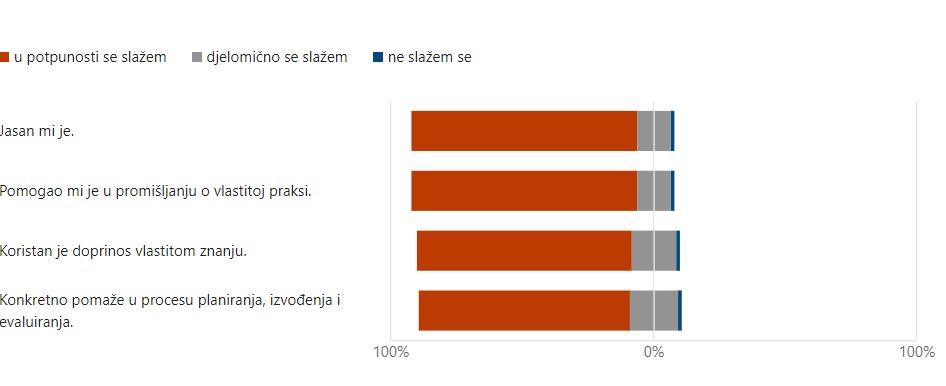 u potpunosti se slažem djelomično se slažem ne slažem se
Jasan mi je.
Pomogao mi je u promišljanju o vlastitoj praksi.
Koristan je doprinos vlastitom znanju.
Konkretno pomaže u procesu planiranja, izvođenja i
evaluiranja.
100% 0% 100%